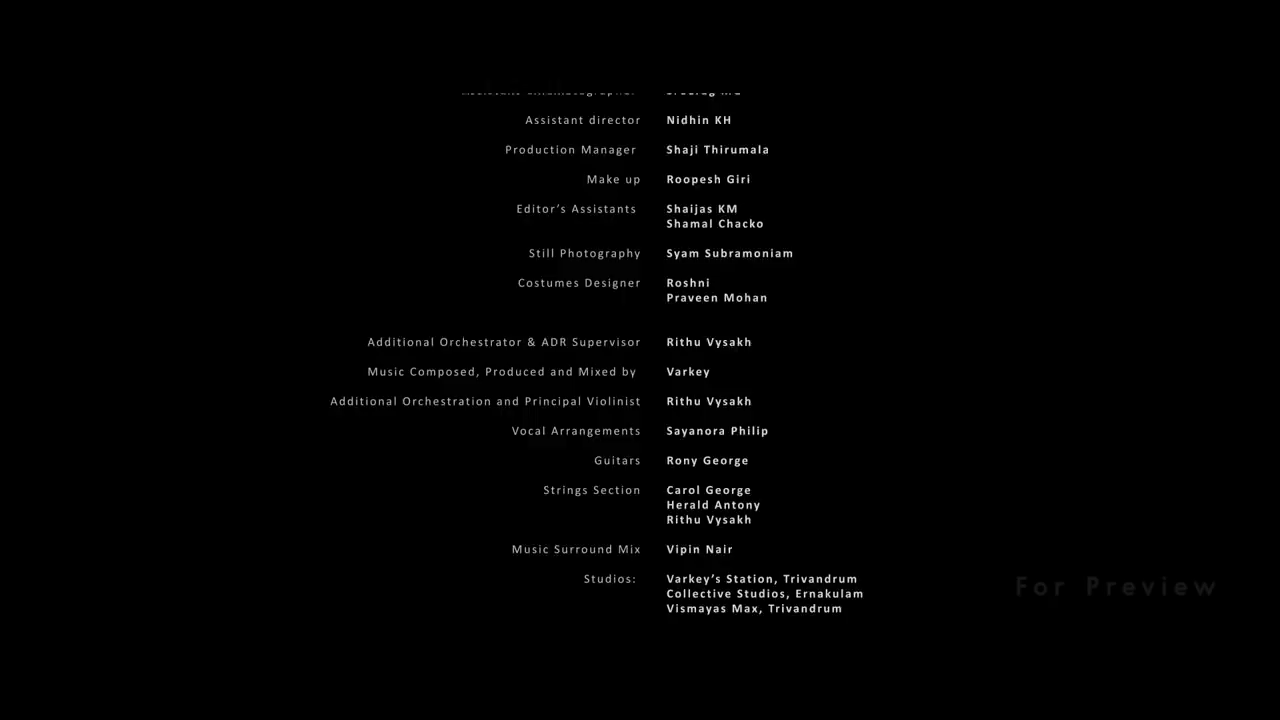 Assistant director Nidhin KH
Production Manager Shaji Thirumala
Make up Roopesh Giri
Editor’s Assistants Shaijas KM
Shamal Chacko
Still Photography Syam Subramoniam
Costumes Designer Roshni
Praveen Mohan
Additional Orchestrator & ADR Supervisor Rithu Vysakh
Music Composed, Produced and Mixed by Varkey
Additional Orchestration and Principal Violinist Rithu Vysakh
Vocal Arrangements Sayanora Philip
Guitars Rony George
Strings Section Carol George
Herald Antony
Rithu Vysakh
Music Surround Mix Vipin Nair
Studios: Varkey’s Station, Trivandrum
Collective Studios, Ernakulam
Vismayas Max, Trivandrum
For Preview